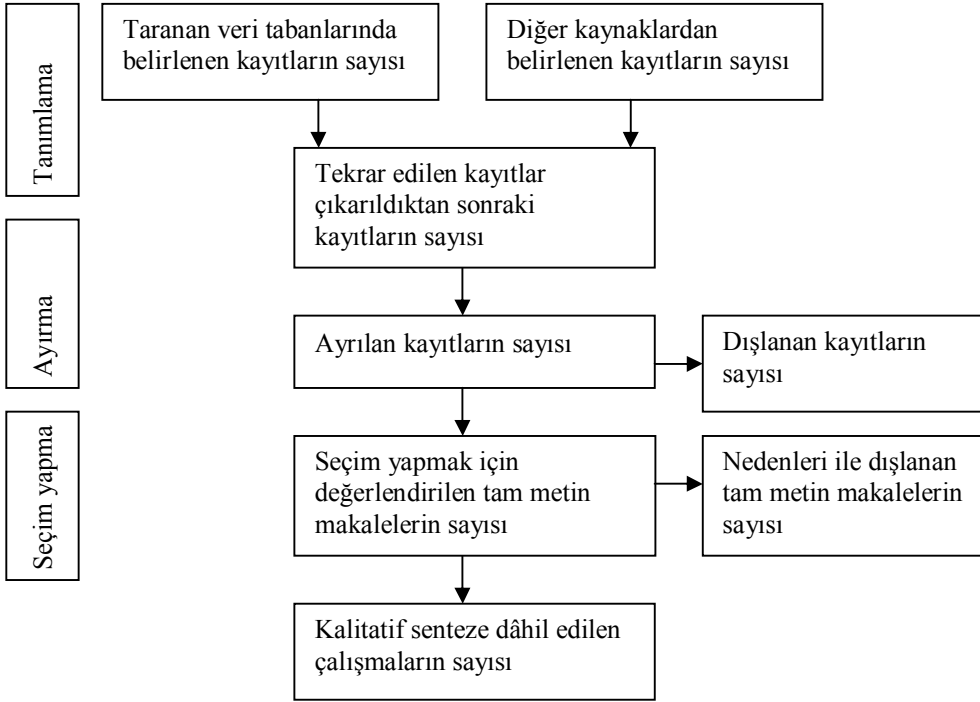 Tanımlama
Taranan veri tabanlarında
belirlenen kayıtların sayısı
Diğer kaynaklardan
belirlenen kayıtların sayısı
Tekrar edilen kayıtlar
çıkarıldıktan sonraki
kayıtların sayısı
Ayırma
Ayrılan kayıtların sayısı
Dışlanan kayıtların
sayısı
Seçim yapma
Seçim yapmak için
değerlendirilen tam metin
makalelerin sayısı
Nedenleri ile dışlanan
tam metin makalelerin
sayısı
Kalitatif senteze dâhil edilen
çalışmaların sayısı